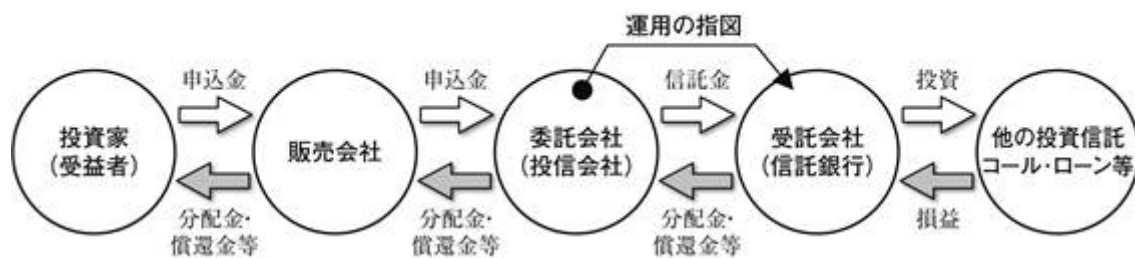 運用の指図
申込金
申込金
信託金
投資
投資家
(受益者)
販売会社
委託会社
(投信会社)
受託会社
(信託銀行)
他の投資信託
コール・ローン等
分配金・
償還金等
分配金・
償還金等
分配金・
償還金等
損益